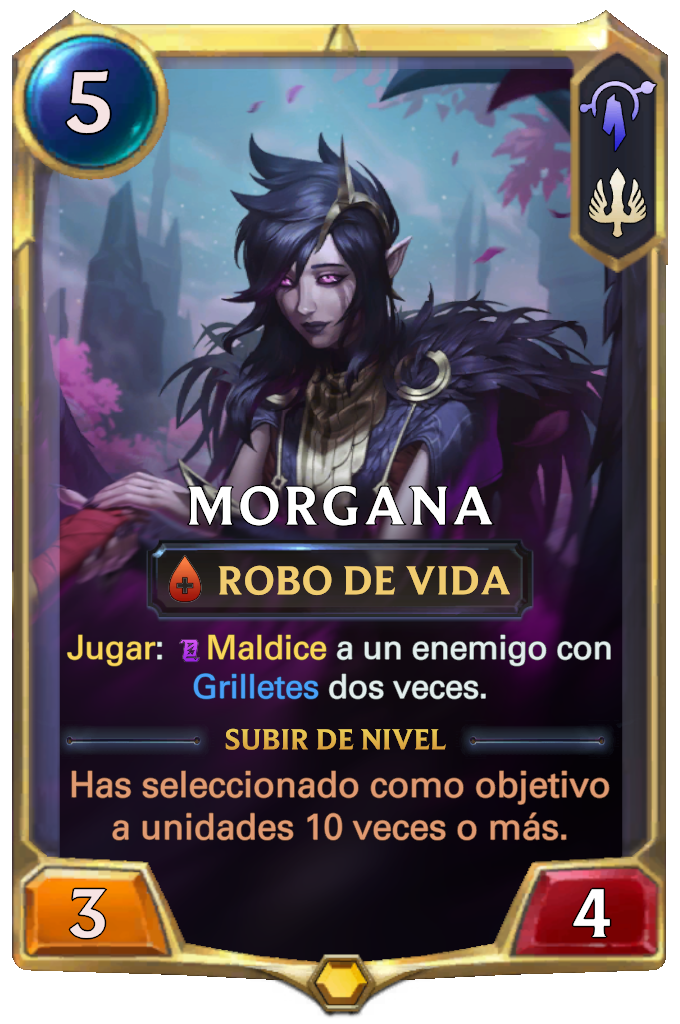 5
MORGANA
ROBO DE VIDA
Jugar: Maldice a un enemigo con
Grilletes dos veces.
SUBIR DE NIVEL
Has seleccionado como objetivo
a unidades 10 veces o más.
3 4